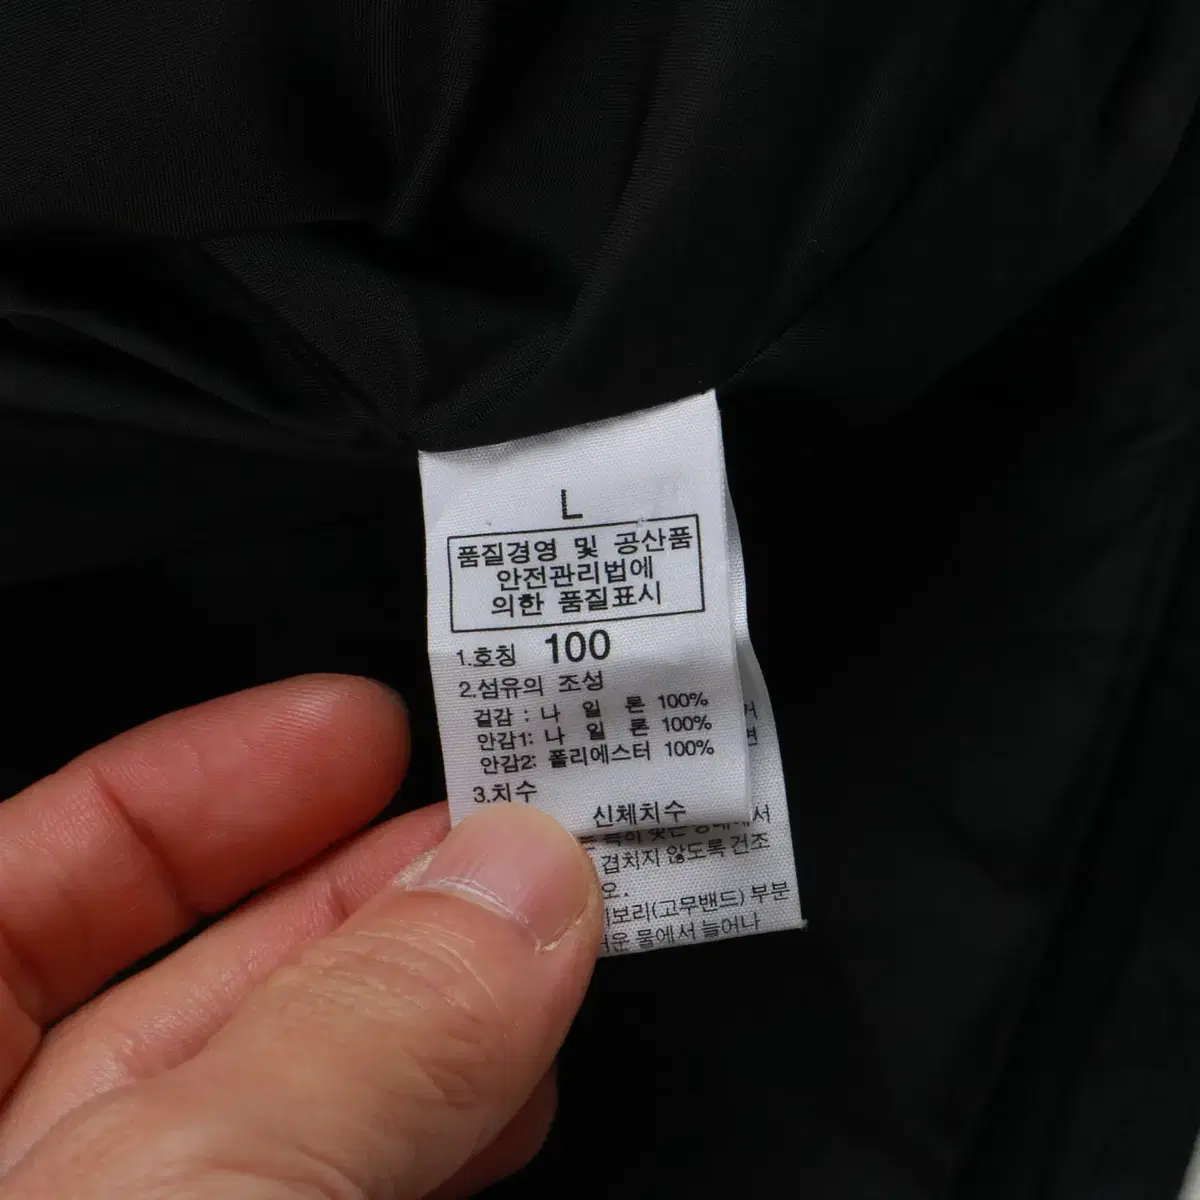 L
품질경영 및 공산품
안전관리법에
의한 품질표시
1.호칭 100
2.섬유의 조성
겉감 : 나 일 론 100%
안감1: 나 일 론 100%
안감2: 폴리에스터 100%
3.치수
신체치수
겹치지 않도록 건조
오.
보리(고무밴드) 부분
물에서 늘어나